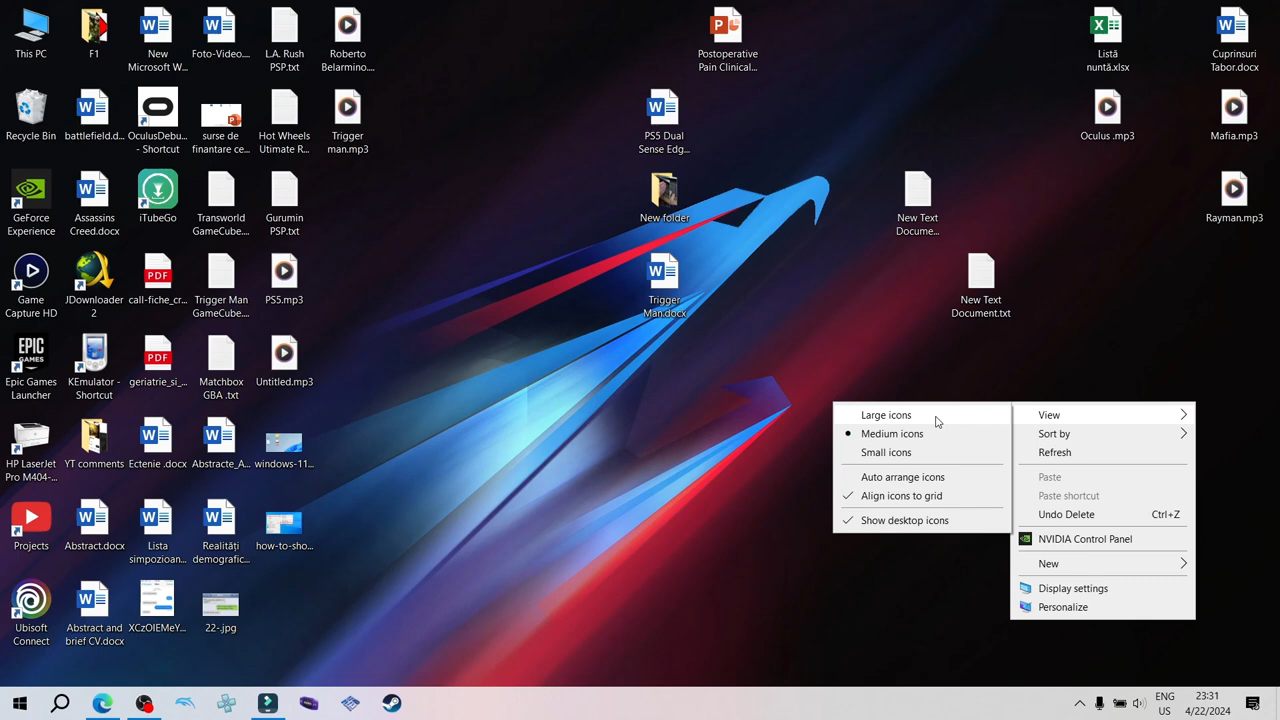 This PC
F1
New
Microsoft W...
Foto-Video....
L.A. Rush
PSP.txt
Roberto
Belarmino....
Postoperative
Pain Clinical...
Listă
nuntă.xlsx
Cuprinsuri
Tabor.docx
Recycle Bin
battlefield.d...
OculusDebu...
- Shortcut
surse de
finantare ce...
Hot Wheels
Utimate R...
Trigger
man.mp3
PS5 Dual
Sense Edg...
Oculus .mp3
Mafia.mp3
GeForce
Experience
Assassins
Creed.docx
iTubeGo
Transworld
GameCube....
Gurumin
PSP.txt
New folder
New Text
Docume...
Rayman.mp3
Game
Capture HD
JDownloader
2
PDF
call-fiche_cr...
Trigger Man
GameCube....
PS5.mp3
Trigger
Man.docx
New Text
Document.txt
EPIC
GAMES
Epic Games
Launcher
KEmulator -
Shortcut
PDF
geriatrie_si_...
Matchbox
GBA .txt
Untitled.mp3
HP LaserJet
Pro M404-...
YT comments
Ectenie .docx
Abstracte_A...
windows-11...
Projects
Abstract.docx
Lista
simpozioan...
Realități
demografic...
how-to-sho...
Ubisoft
Connect
Abstract and
brief CV.docx
XCzOIEMeY...
22-.jpg
Large icons
Medium icons
Small icons
Auto arrange icons
Align icons to grid
Show desktop icons
View
Sort by
Refresh
Paste
Paste shortcut
Undo Delete Ctrl+Z
NVIDIA Control Panel
New
Display settings
Personalize
ENG
US
23:31
4/22/2024